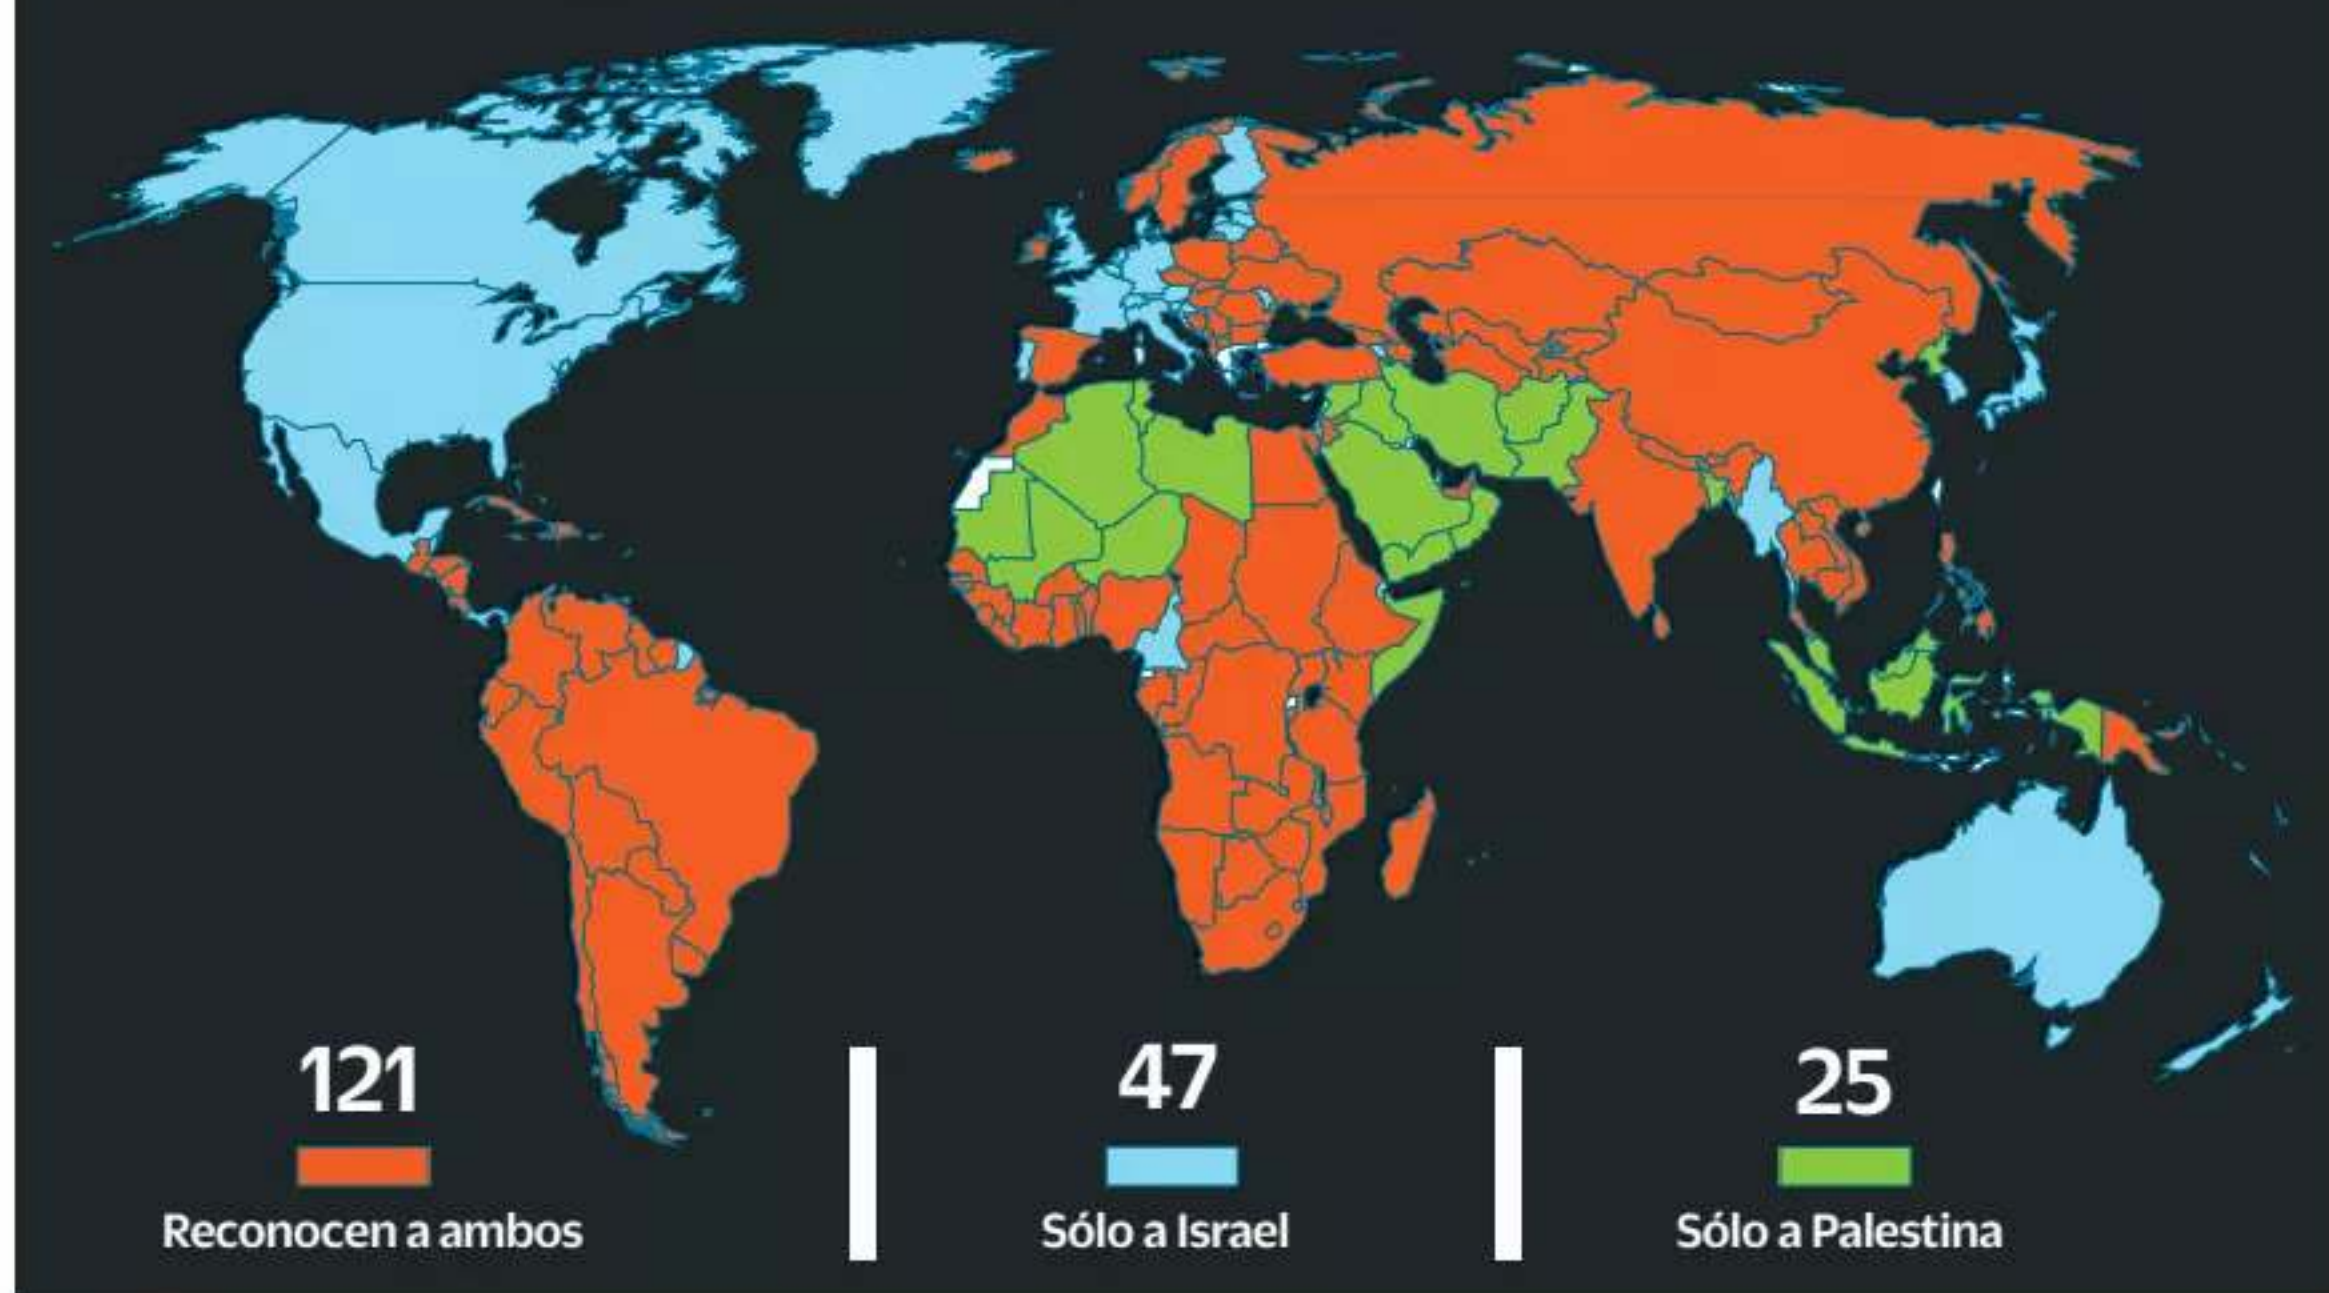 121
Reconocen a ambos
47
Sólo a Israel
25
Sólo a Palestina